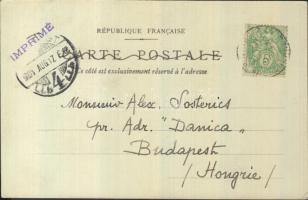 RÉPUBLIQUE FRANÇAISE
IMPRIMÉ
CARTE POSTALE
Ce côté est exclusivement réservé à l'adresse
Monsieur Alex. Sosterics
pr. Adr. "Danica"
Budapest
/Hongrie/